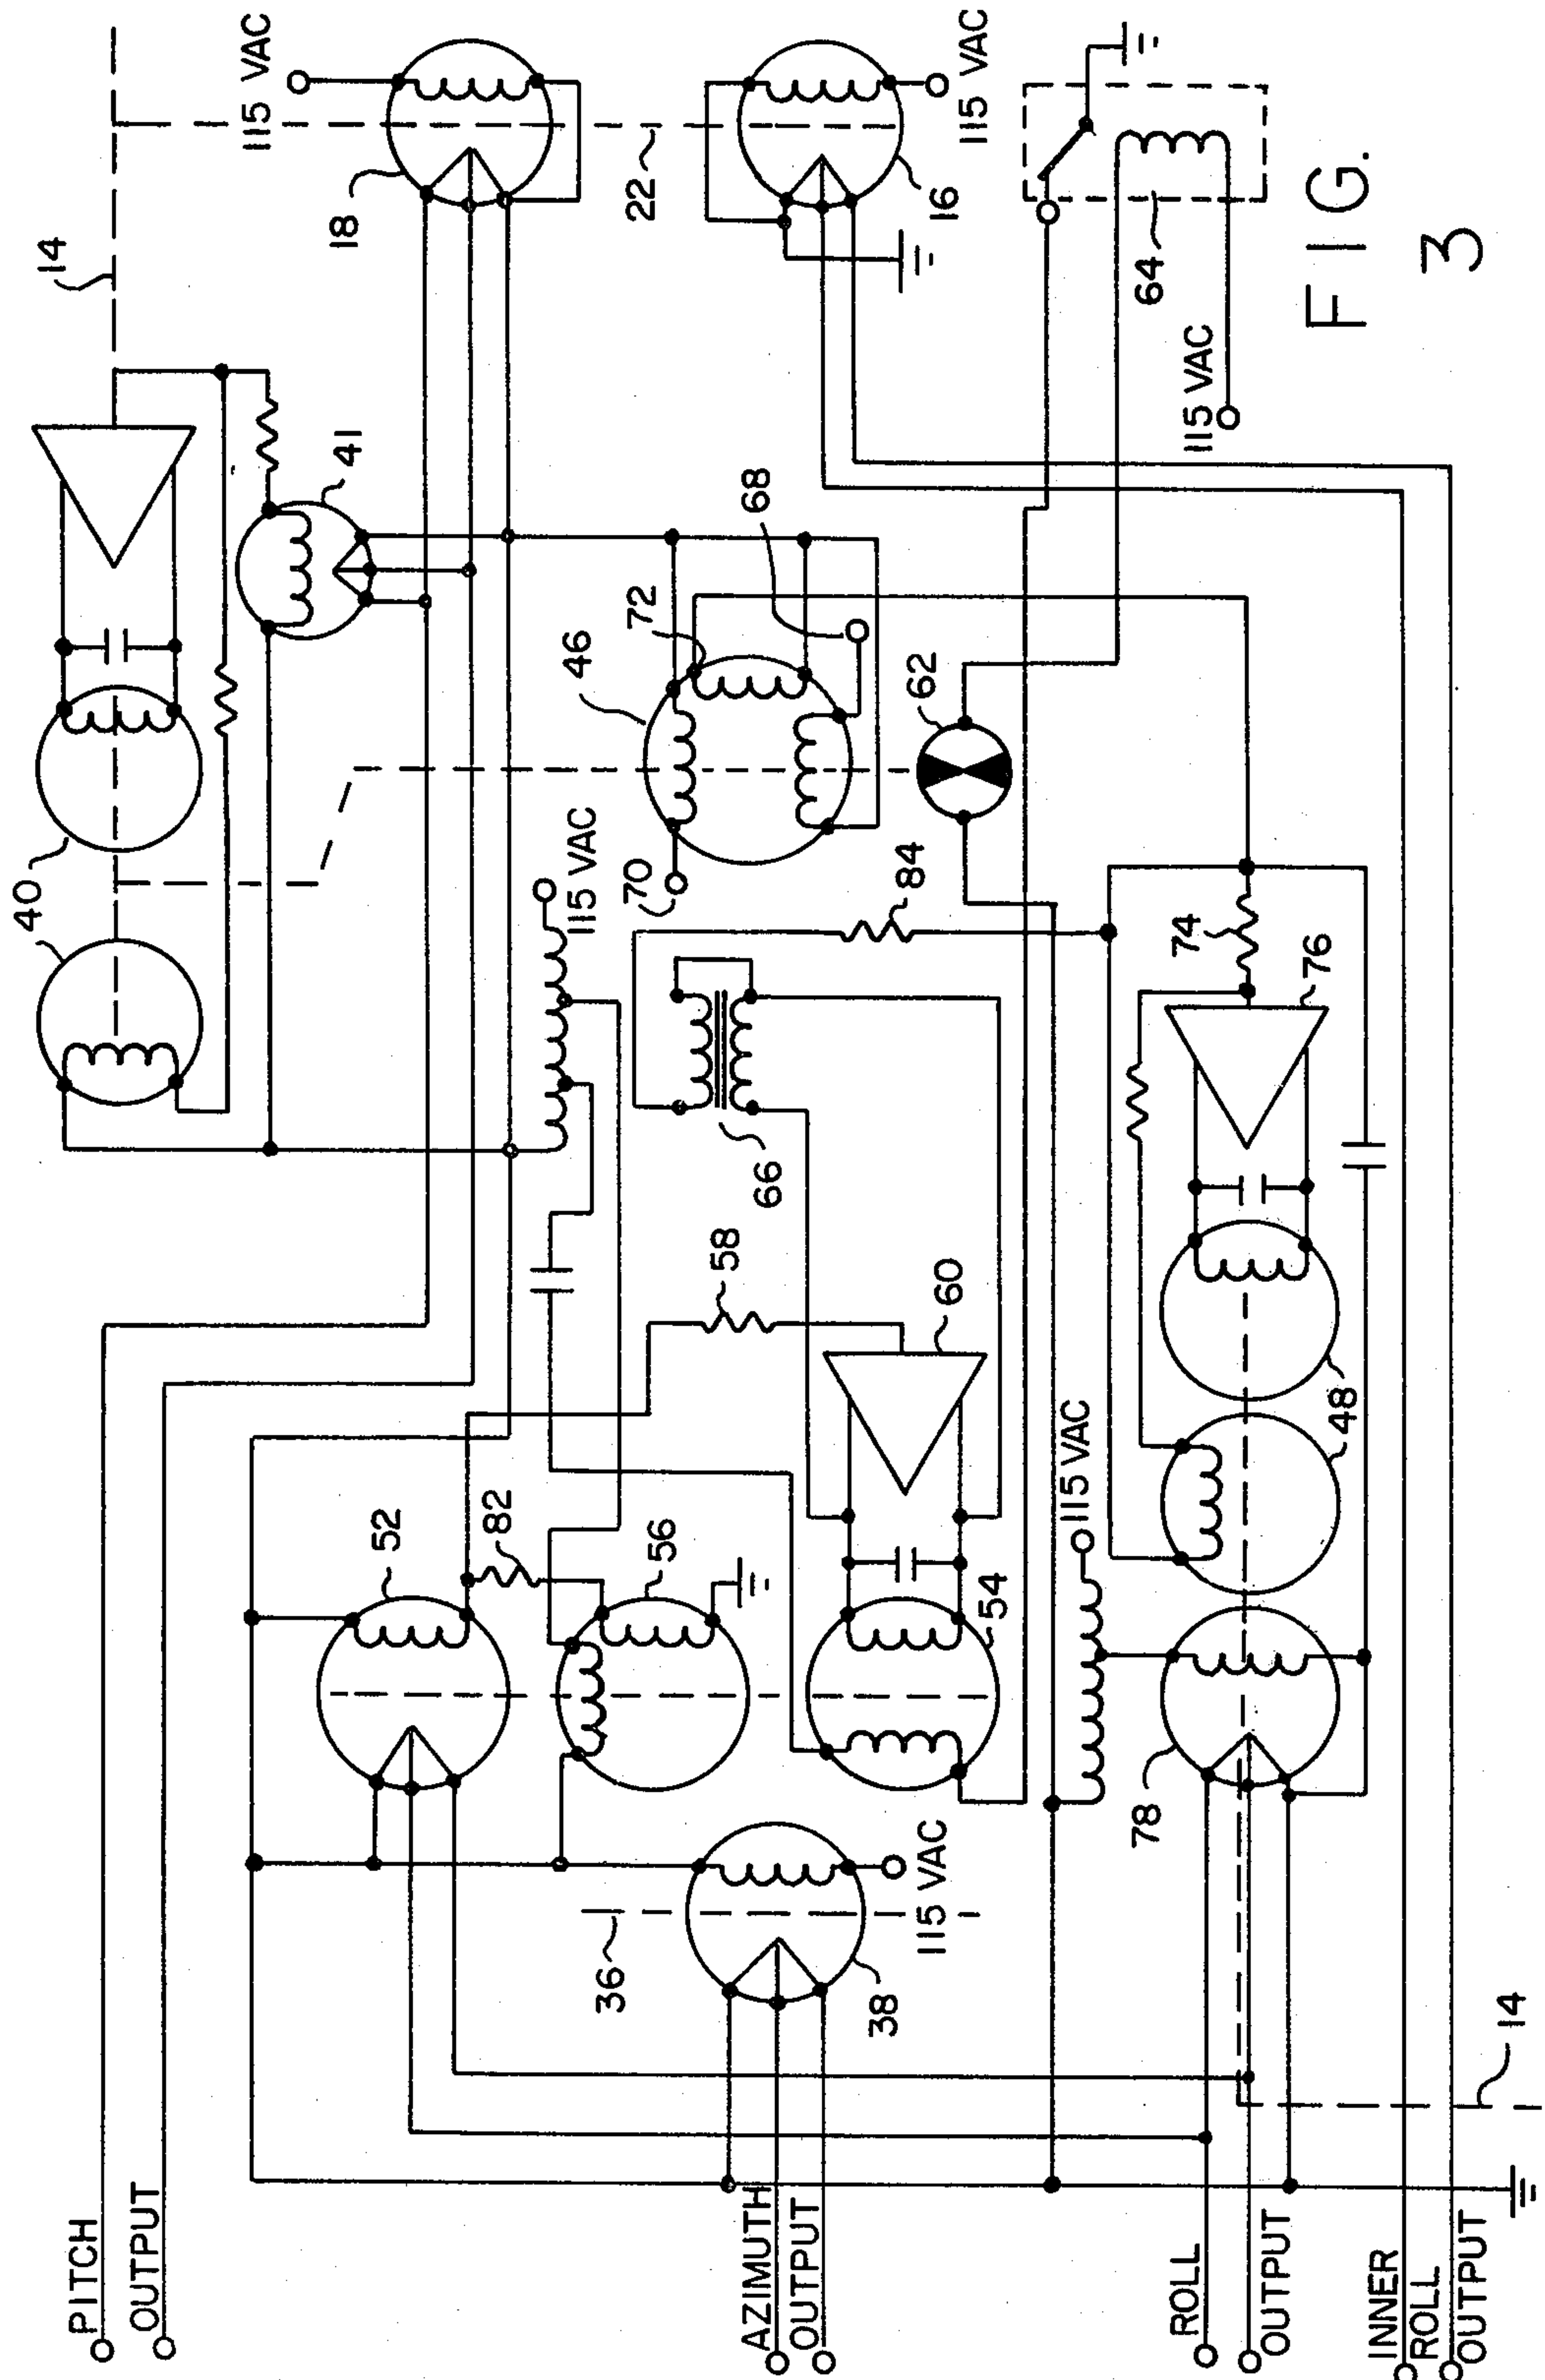 14
115 VAC
18
22
115 VAC
16
64
115 VAC
FIG.
3
40
41
46
72
68
62
70
115 VAC
84
74
76
66
58
60
48
115 VAC
52
82
56
54
78
36
38
115 VAC
14
PITCH
OUTPUT
AZIMUTH
OUTPUT
ROLL
OUTPUT
INNER
ROLL
OUTPUT